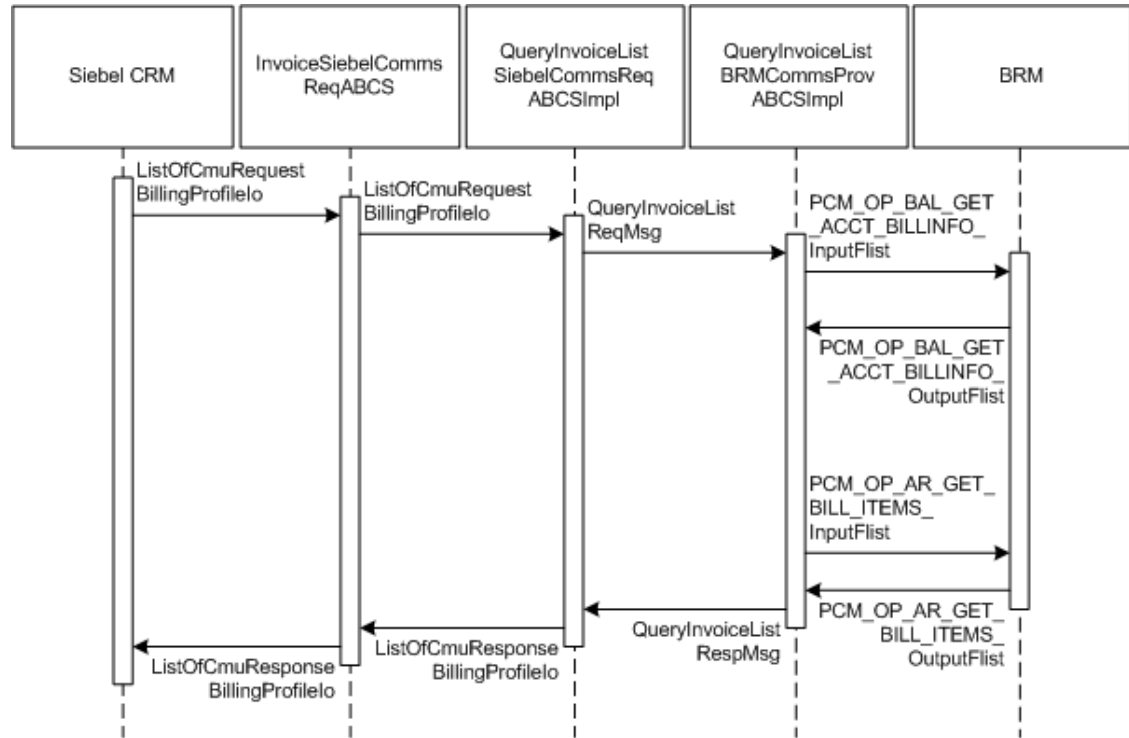 Siebel CRM
InvoiceSiebelComms
ReqABCS
QueryInvoiceList
SiebelCommsReq
ABCSImpl
QueryInvoiceList
BRMCommsProv
ABCSImpl
BRM
ListOfCmuRequest
BillingProfileIo
ListOfCmuRequest
BillingProfileIo
QueryInvoiceList
ReqMsg
PCM_OP_BAL_GET
_ACCT_BILLINFO_
InputFlist
PCM_OP_BAL_GET
_ACCT_BILLINFO_
OutputFlist
PCM_OP_AR_GET_
BILL_ITEMS_
InputFlist
PCM_OP_AR_GET_
BILL_ITEMS_
OutputFlist
QueryInvoiceList
RespMsg
ListOfCmuResponse
BillingProfileIo
ListOfCmuResponse
BillingProfileIo